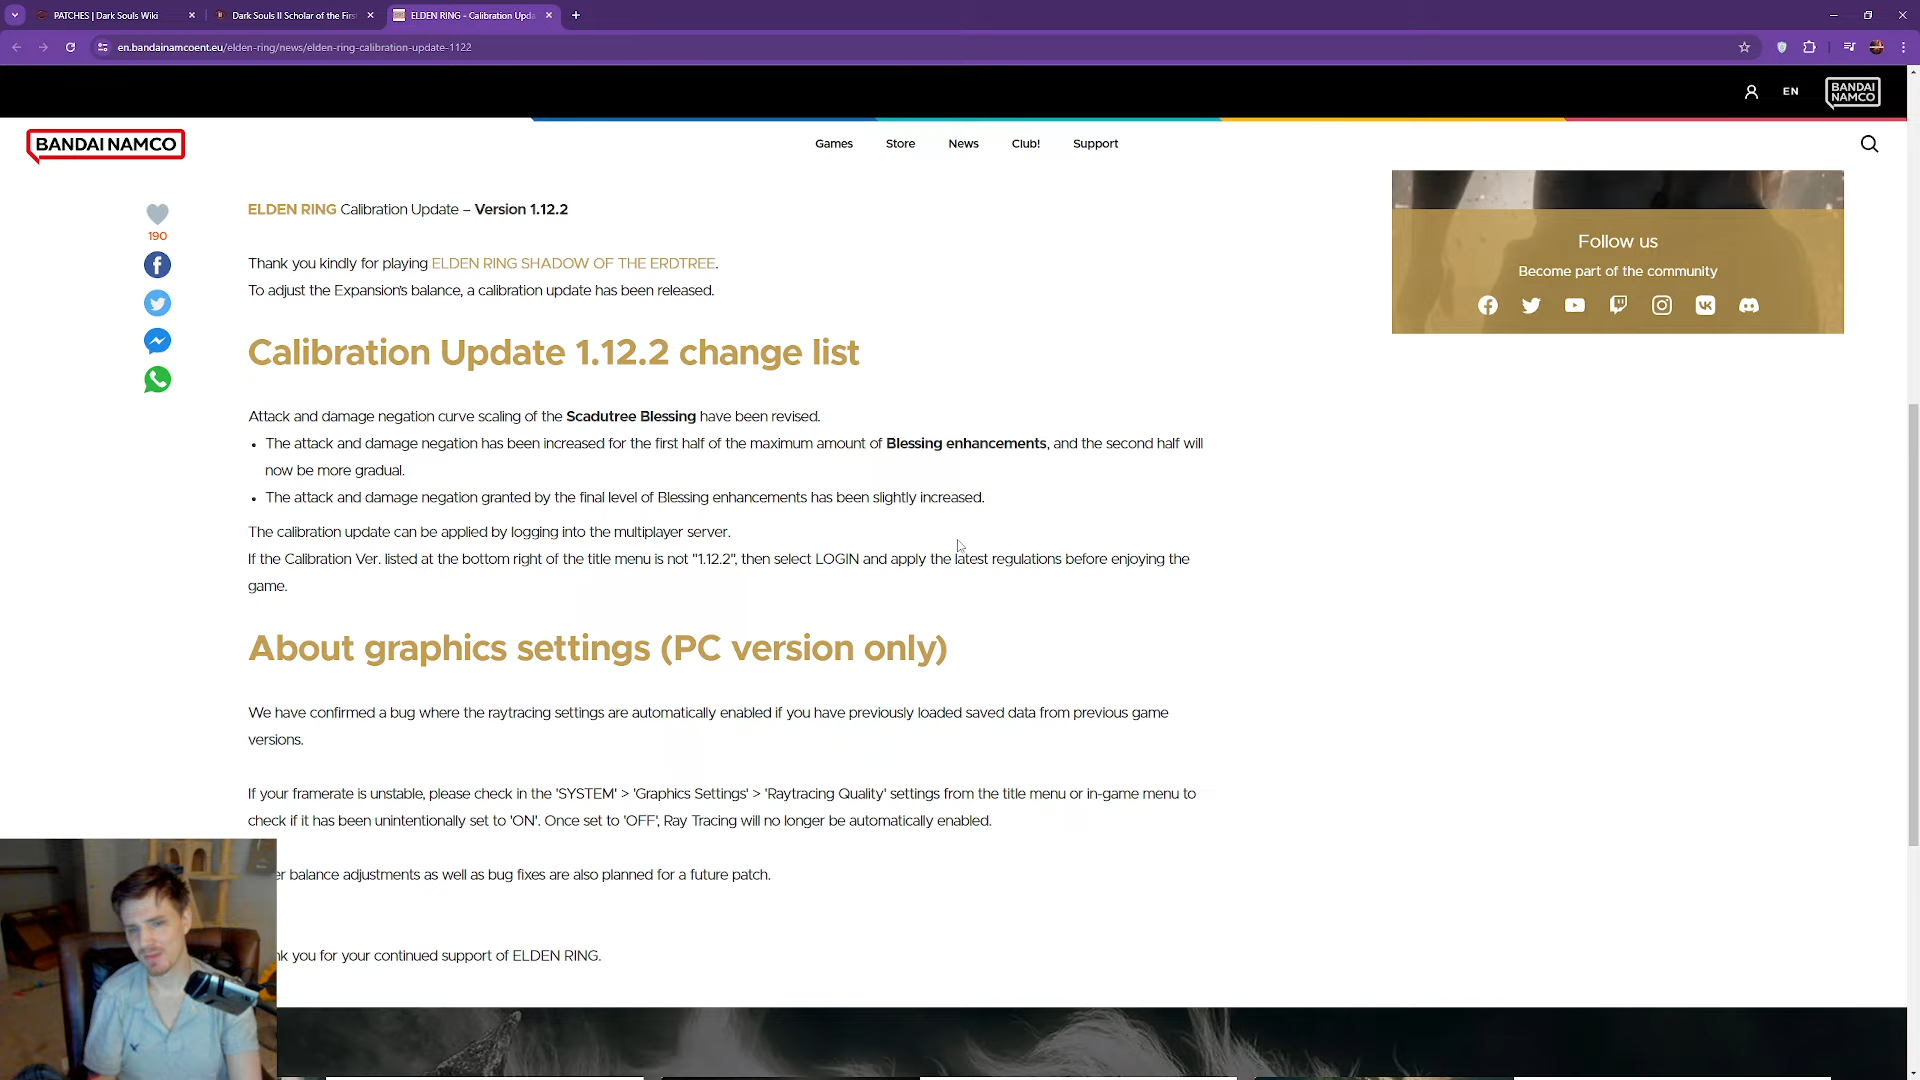 PATCHES | Dark Souls Wiki
Dark Souls II Scholar of the Firs
ELDEN RING - Calibration Upda
en.bandainamcoent.eu/elden-ring/news/elden-ring-calibration-update-1122
EN
BANDAI
NAMCO
BANDAI NAMCO
Games
Store
News
Club!
Support
190
ELDEN RING Calibration Update – Version 1.12.2
Thank you kindly for playing ELDEN RING SHADOW OF THE ERDTREE.
To adjust the Expansion's balance, a calibration update has been released.
Calibration Update 1.12.2 change list
Attack and damage negation curve scaling of the Scadutree Blessing have been revised.
• The attack and damage negation has been increased for the first half of the maximum amount of Blessing enhancements, and the second half will
now be more gradual.
• The attack and damage negation granted by the final level of Blessing enhancements has been slightly increased.
The calibration update can be applied by logging into the multiplayer server.
If the Calibration Ver. listed at the bottom right of the title menu is not "1.12.2", then select LOGIN and apply the latest regulations before enjoying the
game.
About graphics settings (PC version only)
We have confirmed a bug where the raytracing settings are automatically enabled if you have previously loaded saved data from previous game
versions.
If your framerate is unstable, please check in the 'SYSTEM' > 'Graphics Settings' > 'Raytracing Quality' settings from the title menu or in-game menu to
check if it has been unintentionally set to 'ON'. Once set to 'OFF', Ray Tracing will no longer be automatically enabled.
er balance adjustments as well as bug fixes are also planned for a future patch.
nk you for your continued support of ELDEN RING.
Follow us
Become part of the community